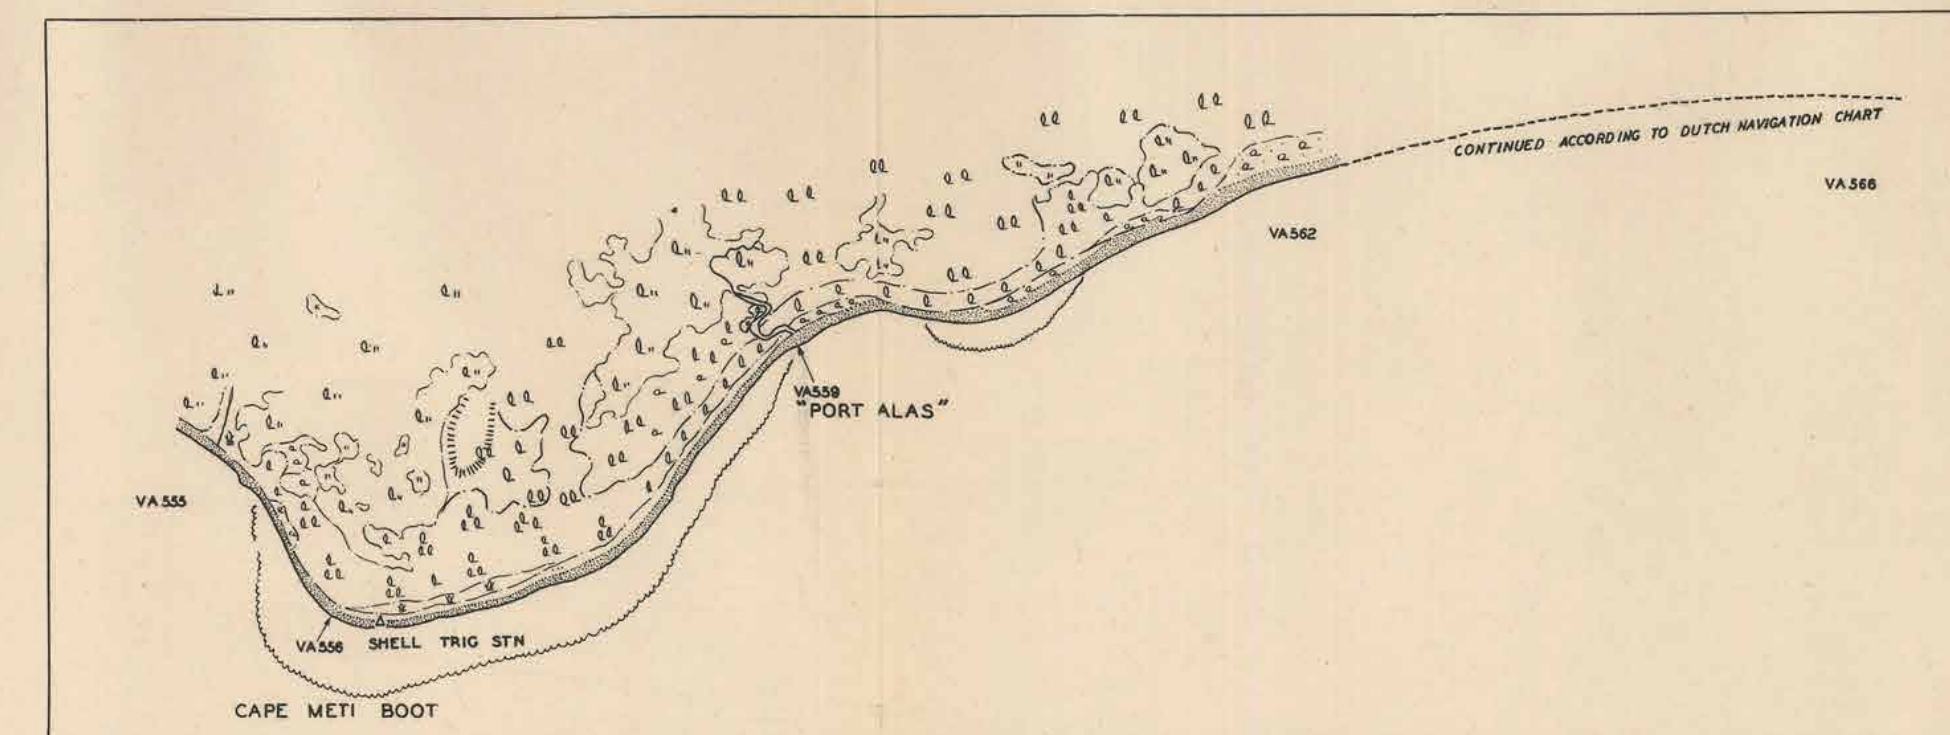 CONTINUED ACCORDING TO DUTCH NAVIGATION CHART
VA566
VA562
VA559
"PORT ALAS"
VA555
VA556
SHELL TRIG STN
CAPE METI BOOT